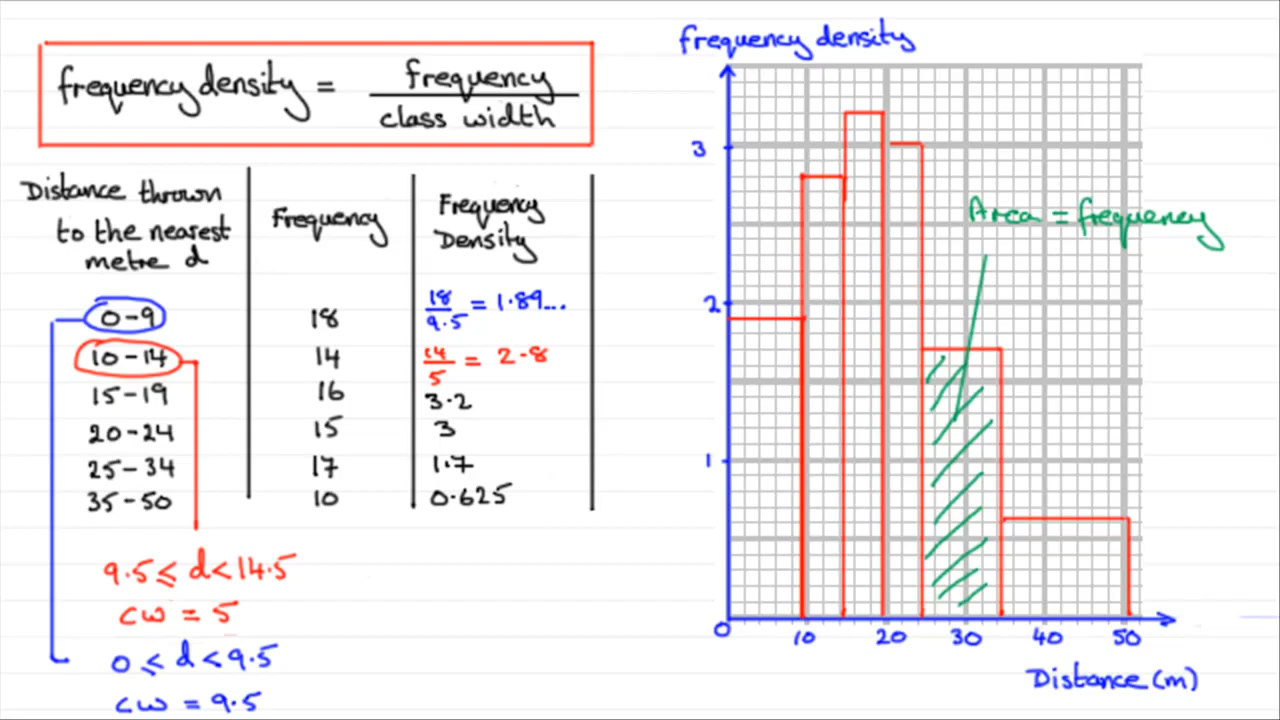 frequency density = frequency / class width
Distance thrown to the nearest metre d | Frequency | Frequency Density
0-9 | 18 | 18/9.5 = 1.89...
10-14 | 14 | 14/5 = 2.8
15-19 | 16 | 3.2
20-24 | 15 | 3
25-34 | 17 | 1.7
35-50 | 10 | 0.625
9.5 ≤ d < 14.5
cw = 5
0 ≤ d < 9.5
cw = 9.5
frequency density
3
2
1
Area = frequency
0 10 20 30 40 50
Distance (m)